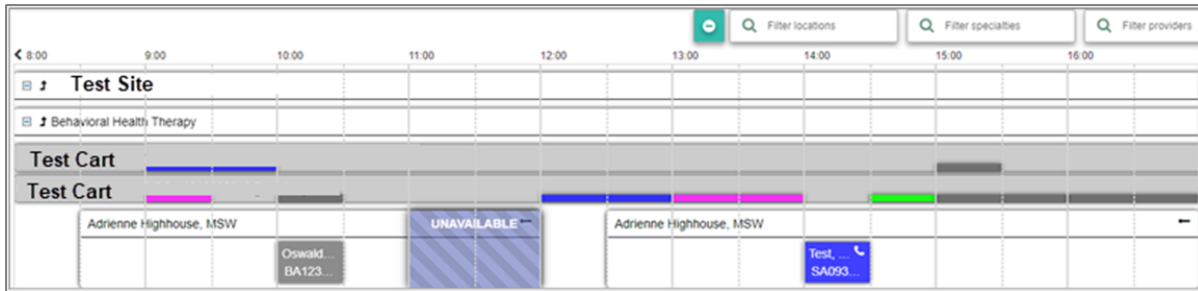 Filter locations Filter specialties Filter providers
8:00 9:00 10:00 11:00 12:00 13:00 14:00 15:00 16:00
Test Site
Behavioral Health Therapy
Test Cart
Test Cart
Adrienne Highhouse, MSW UNAVAILABLE Adrienne Highhouse, MSW
Oswald... Test, ...
BA123... SA093...